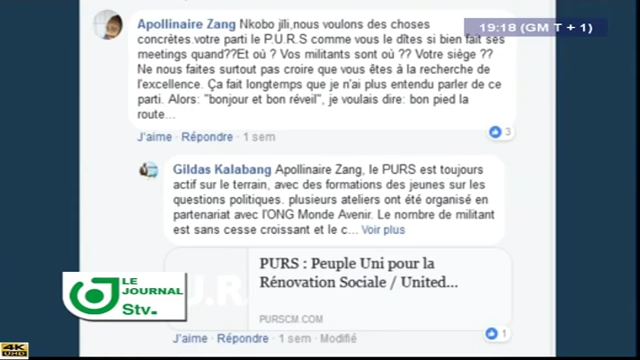 19:18 (GM T + 1)
Apollinaire Zang Nkobo jïlï,nous voulons des choses
concrètes.votre parti le P.U.R.S comme vous le dîtes si bien fait ses
meetings quand??Et où ? Vos militants sont où ?? Votre siège ??
Ne nous faites surtout pas croire que vous êtes à la recherche de
l'excellence. Ça fait longtemps que je n'ai plus entendu parler de ce
parti. Alors: "bonjour et bon réveil", je voulais dire: bon pied la
route...
J'aime · Répondre · 1 sem
3
Gildas Kalabang Apollinaire Zang, le PURS est toujours
actif sur le terrain, avec des formations des jeunes sur les
questions politiques. plusieurs ateliers ont été organisé en
partenariat avec l'ONG Monde Avenir. Le nombre de militant
est sans cesse croissant et le c... Voir plus
PURS : Peuple Uni pour la
Rénovation Sociale / United...
PURSCM.COM
J'aime · Répondre · 1 sem · Modifié
1
LE
JOURNAL
Stv.
4K
UHD